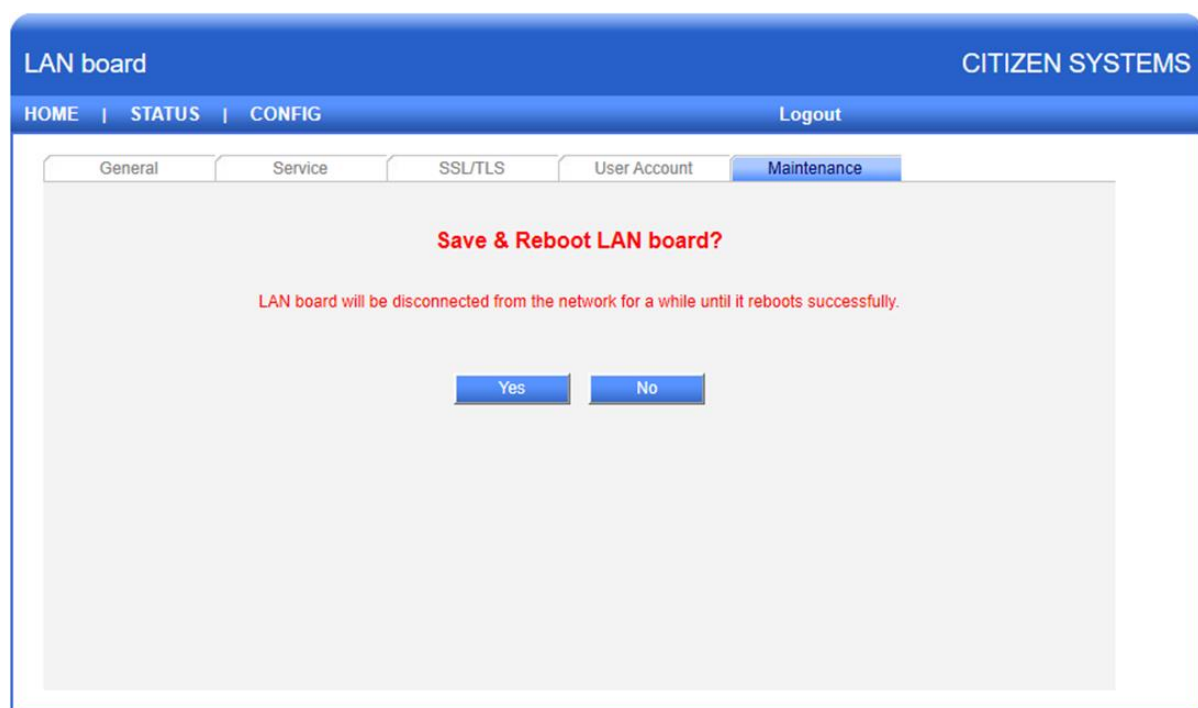 LAN board CITIZEN SYSTEMS
HOME | STATUS | CONFIG Logout
General Service SSL/TLS User Account Maintenance
Save & Reboot LAN board?
LAN board will be disconnected from the network for a while until it reboots successfully.
Yes No